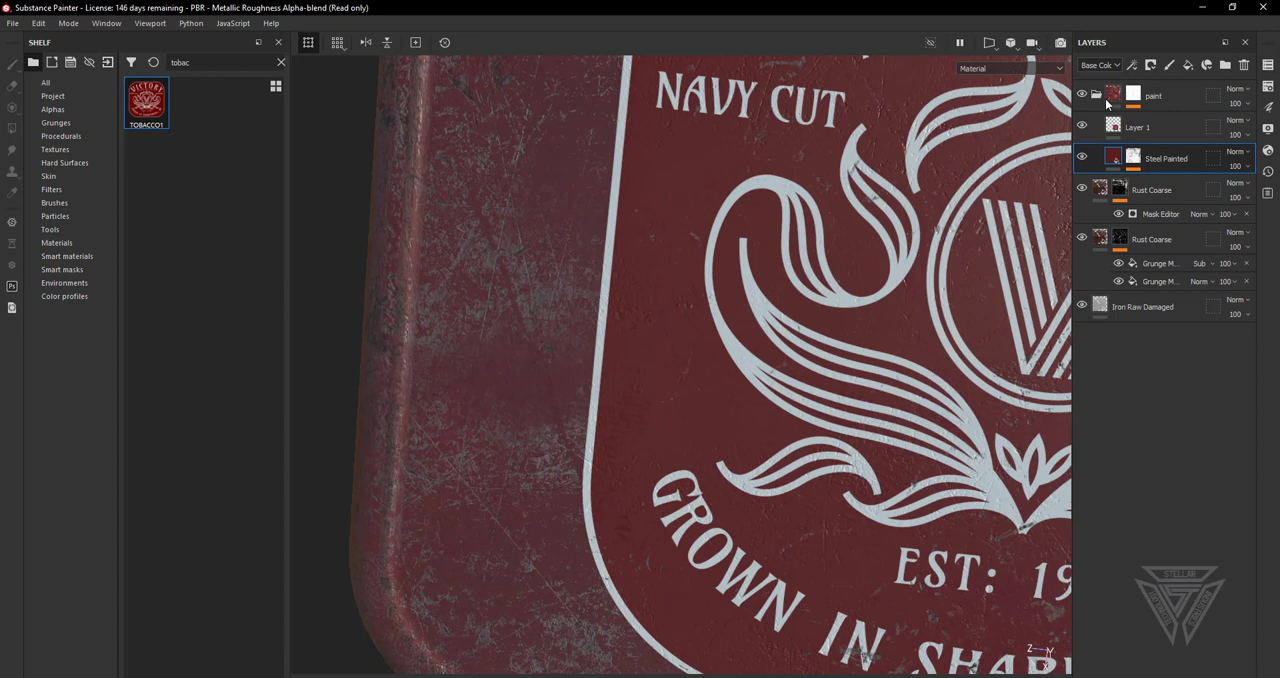 Substance Painter - License: 146 days remaining - PBR - Metallic Roughness Alpha-blend (Read only)
File Edit Mode Window Viewport Python JavaScript Help
SHELF
tobac
All
Project
Alphas
Grunges
Procedurals
Textures
Hard Surfaces
Skin
Filters
Brushes
Particles
Tools
Materials
Smart materials
Smart masks
Environments
Color profiles
VICTORY
TOBACCO1
Ps
Material
NAVY CUT
GROWN IN SHA
EST: 19
Z Y
X
STELLAR
LAYERS
Base Colc
paint Norm
100
Layer 1 Norm
100
Steel Painted Norm
100
Rust Coarse Norm
100
Mask Editor Norm 100
Rust Coarse Norm
100
Grunge M... Sub 100
Grunge M... Norm 100
Iron Raw Damaged Norm
100